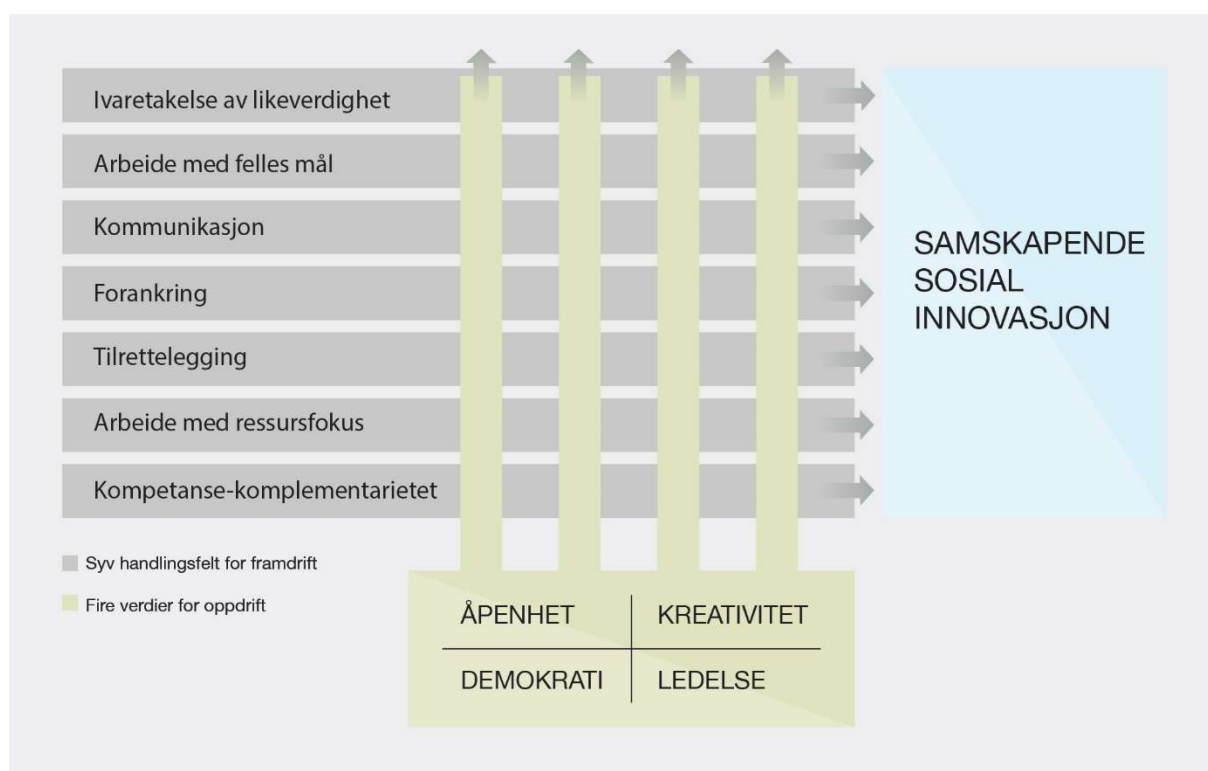 Ivaretakelse av likeverdighet
Arbeide med felles mål
Kommunikasjon
Forankring
Tilrettelegging
Arbeide med ressursfokus
Kompetanse-komplementarietet
SAMSKAPENDE
SOSIAL
INNOVASJON
Syv handlingsfelt for framdrift
Fire verdier for oppdrift
ÅPENHET
KREATIVITET
DEMOKRATI
LEDELSE